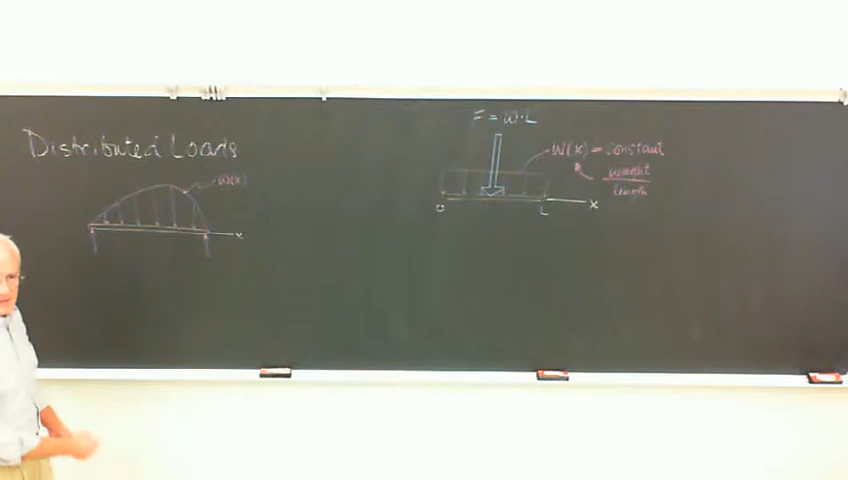 Distributed Loads
w(x)
x
F = w·L
w(x) = constant
weight
length
0
L
x